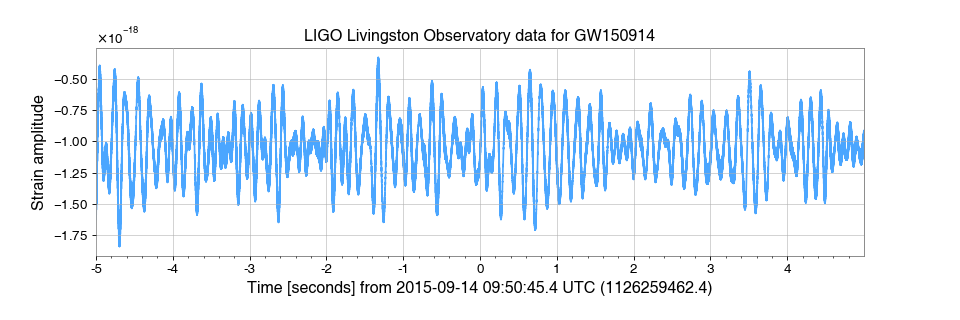 LIGO Livingston Observatory data for GW150914
×10⁻¹⁸
Strain amplitude
−0.50
−0.75
−1.00
−1.25
−1.50
−1.75
-5 -4 -3 -2 -1 0 1 2 3 4
Time [seconds] from 2015-09-14 09:50:45.4 UTC (1126259462.4)